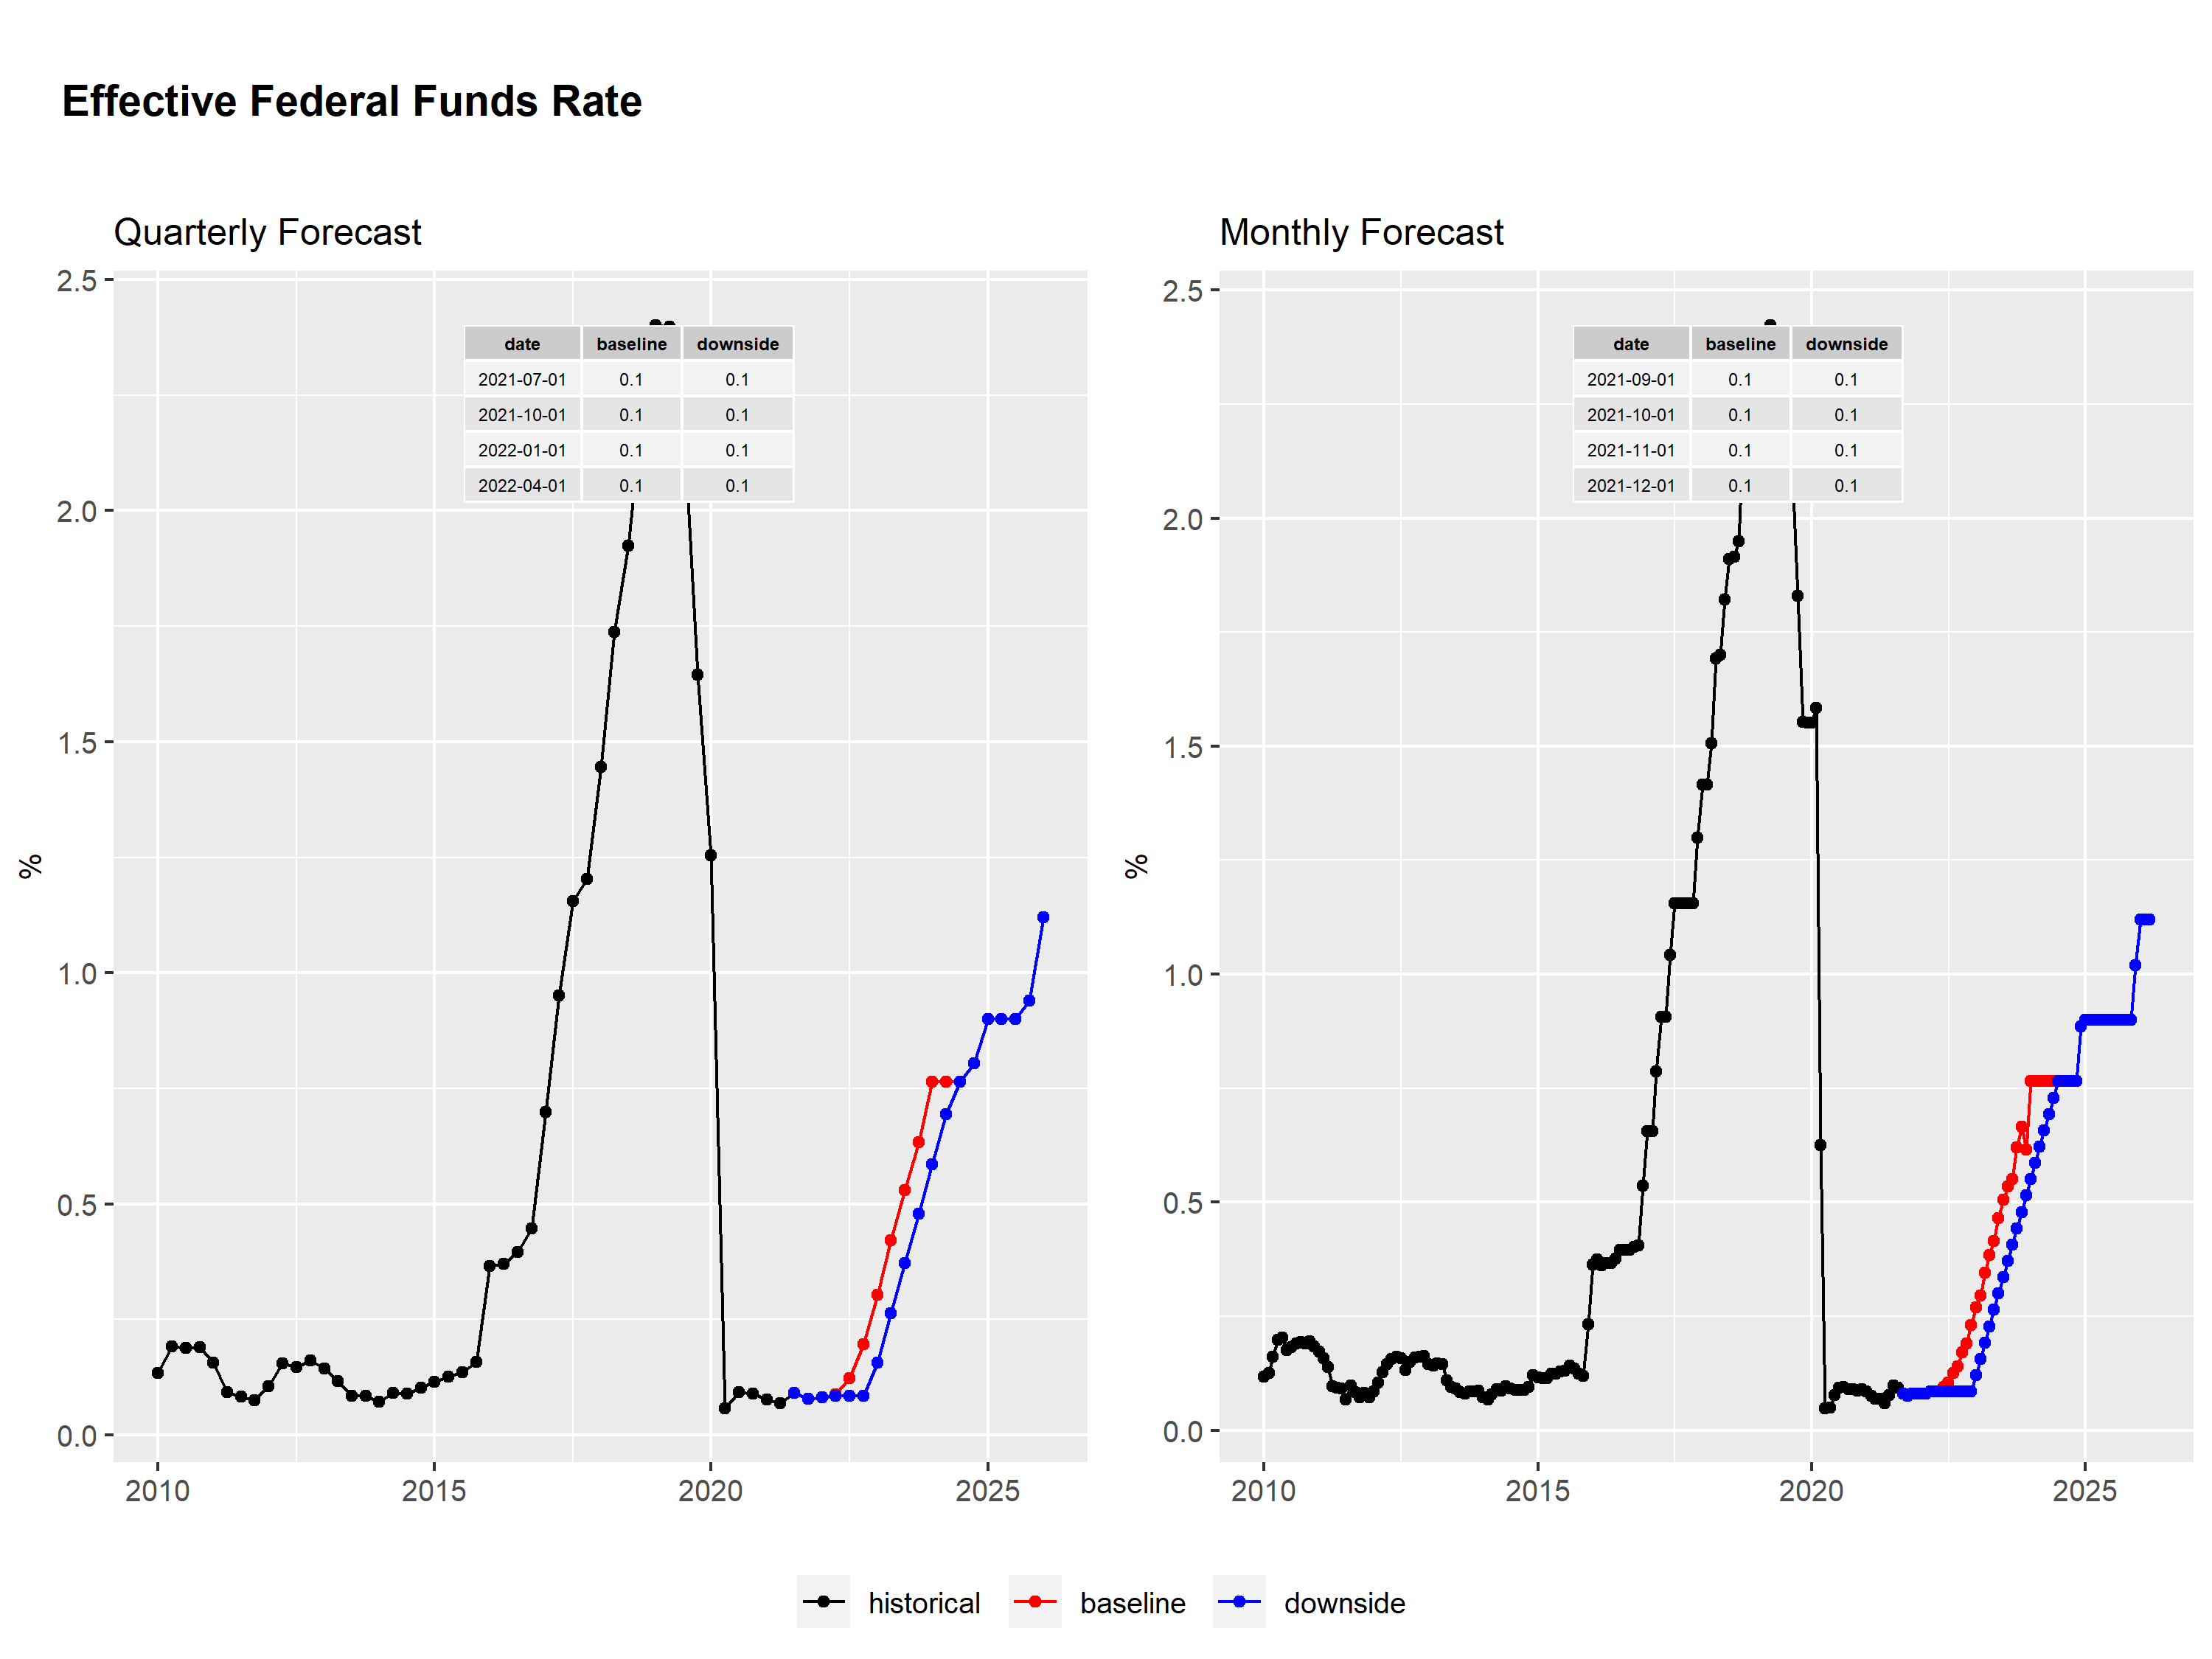 Effective Federal Funds Rate
Quarterly Forecast
2.5
2.0
1.5
1.0
0.5
0.0
%
date baseline downside
2021-07-01 0.1 0.1
2021-10-01 0.1 0.1
2022-01-01 0.1 0.1
2022-04-01 0.1 0.1
2010 2015 2020 2025
Monthly Forecast
2.5
2.0
1.5
1.0
0.5
0.0
%
date baseline downside
2021-09-01 0.1 0.1
2021-10-01 0.1 0.1
2021-11-01 0.1 0.1
2021-12-01 0.1 0.1
2010 2015 2020 2025
historical baseline downside